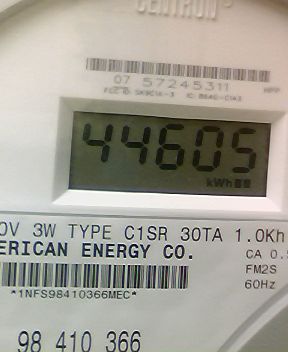 CENTRON®
07 57245311
44605
kWh
0V 3W TYPE C1SR 30TA 1.0Kh
ERICAN ENERGY CO.
CA 0.
FM2S
*1NFS98410366MEC*
60Hz
98 410 366